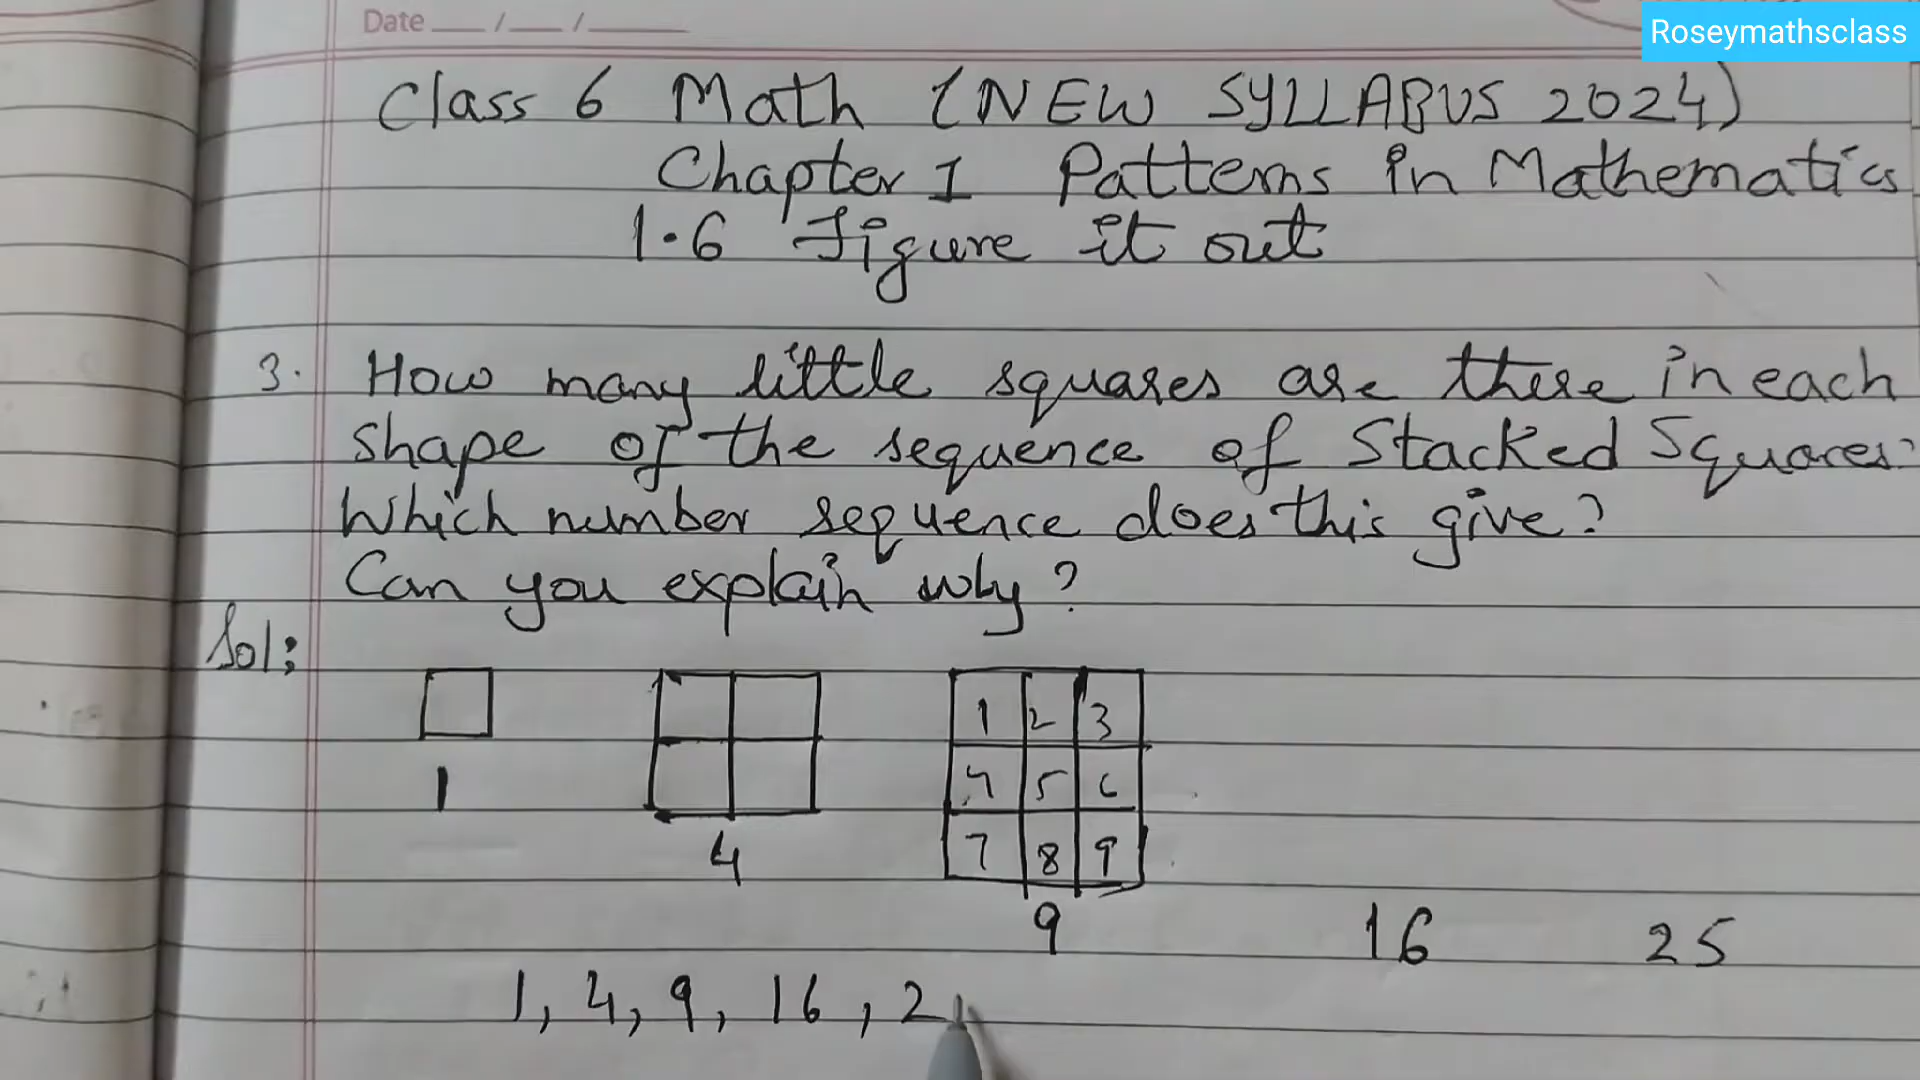 Roseymathsclass
Date __ / __ / ____
Class 6 Math (NEW SYLLABUS 2024)
Chapter 1 Patterns in Mathematics
1.6 Figure it out
3. How many little squares are there in each
shape of the sequence of Stacked Squares.
Which number sequence does this give?
Can you explain why?
Sol:
1 2 3
4 5 6
7 8 9
1
4
9
16
25
1, 4, 9, 16, 2